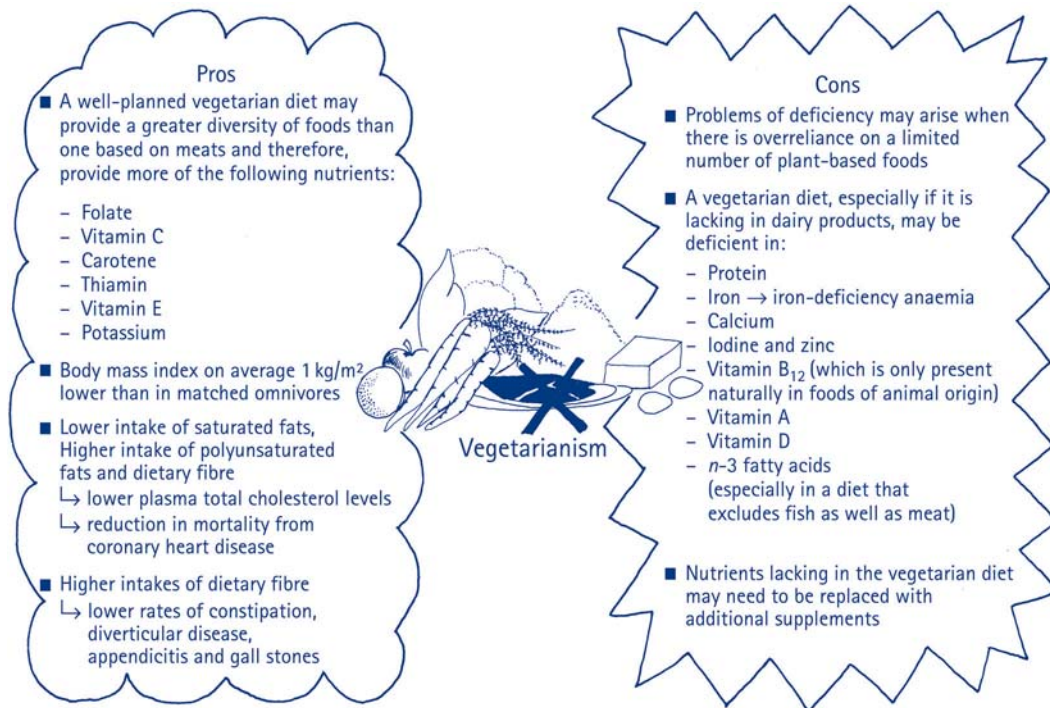 Pros
■ A well-planned vegetarian diet may
provide a greater diversity of foods than
one based on meats and therefore,
provide more of the following nutrients:
– Folate
– Vitamin C
– Carotene
– Thiamin
– Vitamin E
– Potassium
■ Body mass index on average 1 kg/m²
lower than in matched omnivores
■ Lower intake of saturated fats,
Higher intake of polyunsaturated
fats and dietary fibre
↳ lower plasma total cholesterol levels
↳ reduction in mortality from
coronary heart disease
■ Higher intakes of dietary fibre
↳ lower rates of constipation,
diverticular disease,
appendicitis and gall stones
Vegetarianism
Cons
■ Problems of deficiency may arise when
there is overreliance on a limited
number of plant-based foods
■ A vegetarian diet, especially if it is
lacking in dairy products, may be
deficient in:
– Protein
– Iron → iron-deficiency anaemia
– Calcium
– Iodine and zinc
– Vitamin B₁₂ (which is only present
naturally in foods of animal origin)
– Vitamin A
– Vitamin D
– n-3 fatty acids
(especially in a diet that
excludes fish as well as meat)
■ Nutrients lacking in the vegetarian diet
may need to be replaced with
additional supplements